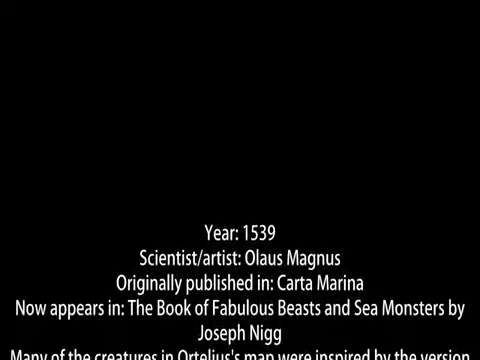 Year: 1539
Scientist/artist: Olaus Magnus
Originally published in: Carta Marina
Now appears in: The Book of Fabulous Beasts and Sea Monsters by
Joseph Nigg
Many of the creatures in Ortelius's map were inspired by the version